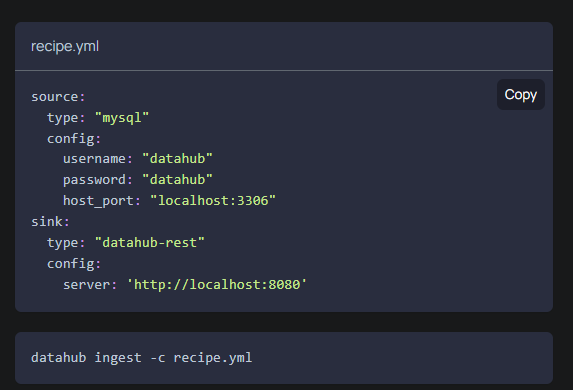 recipe.yml
Copy
source:
  type: "mysql"
  config:
    username: "datahub"
    password: "datahub"
    host_port: "localhost:3306"
sink:
  type: "datahub-rest"
  config:
    server: 'http://localhost:8080'
datahub ingest -c recipe.yml